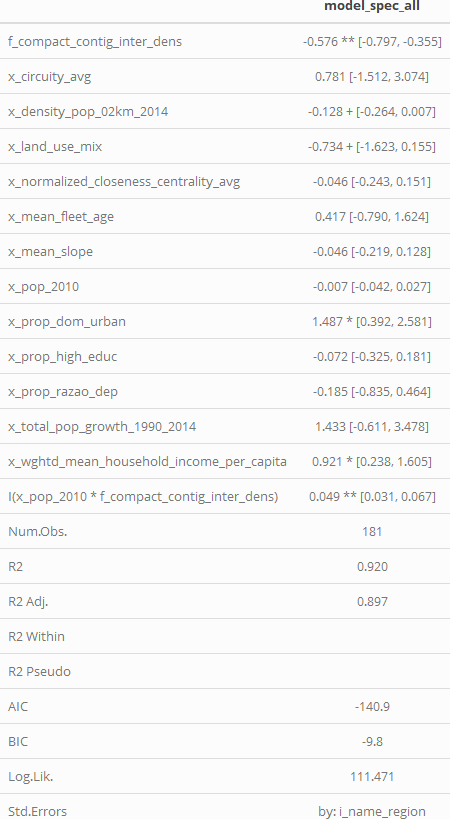 model_spec_all
f_compact_contig_inter_dens -0.576 ** [-0.797, -0.355]
x_circuity_avg 0.781 [-1.512, 3.074]
x_density_pop_02km_2014 -0.128 + [-0.264, 0.007]
x_land_use_mix -0.734 + [-1.623, 0.155]
x_normalized_closeness_centrality_avg -0.046 [-0.243, 0.151]
x_mean_fleet_age 0.417 [-0.790, 1.624]
x_mean_slope -0.046 [-0.219, 0.128]
x_pop_2010 -0.007 [-0.042, 0.027]
x_prop_dom_urban 1.487 * [0.392, 2.581]
x_prop_high_educ -0.072 [-0.325, 0.181]
x_prop_razao_dep -0.185 [-0.835, 0.464]
x_total_pop_growth_1990_2014 1.433 [-0.611, 3.478]
x_wghtd_mean_household_income_per_capita 0.921 * [0.238, 1.605]
I(x_pop_2010 * f_compact_contig_inter_dens) 0.049 ** [0.031, 0.067]
Num.Obs. 181
R2 0.920
R2 Adj. 0.897
R2 Within
R2 Pseudo
AIC -140.9
BIC -9.8
Log.Lik. 111.471
Std.Errors by: i_name_region